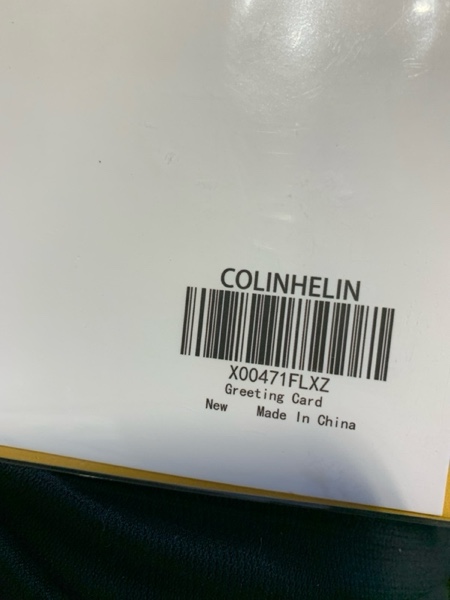 COLINHELIN
X00471FLXZ
Greeting Card
New Made In China